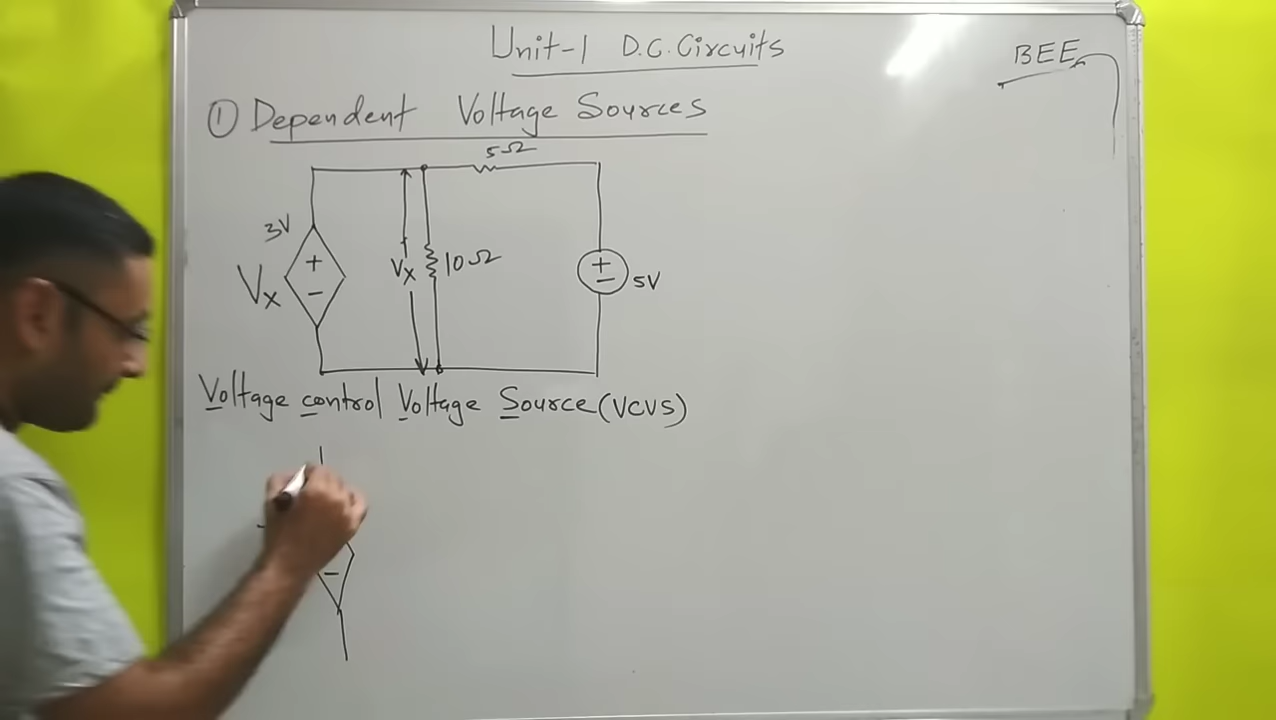 Unit-1 D.C. Circuits
BEE
① Dependent Voltage Sources
5Ω
3V
+
Vx
-
Vx
10Ω
+
-
5V
Voltage control Voltage Source (VCVS)
-